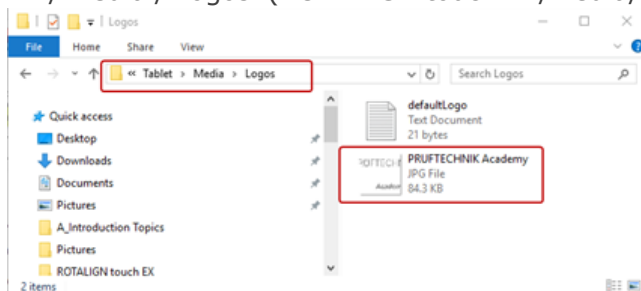 Logos
File Home Share View
« Tablet > Media > Logos
Search Logos
Quick access
Desktop
Downloads
Documents
Pictures
A_Introduction Topics
Pictures
ROTALIGN touch EX
defaultLogo
Text Document
21 bytes
PRUFTECHNIK Academy
JPG File
84.3 KB
2 items